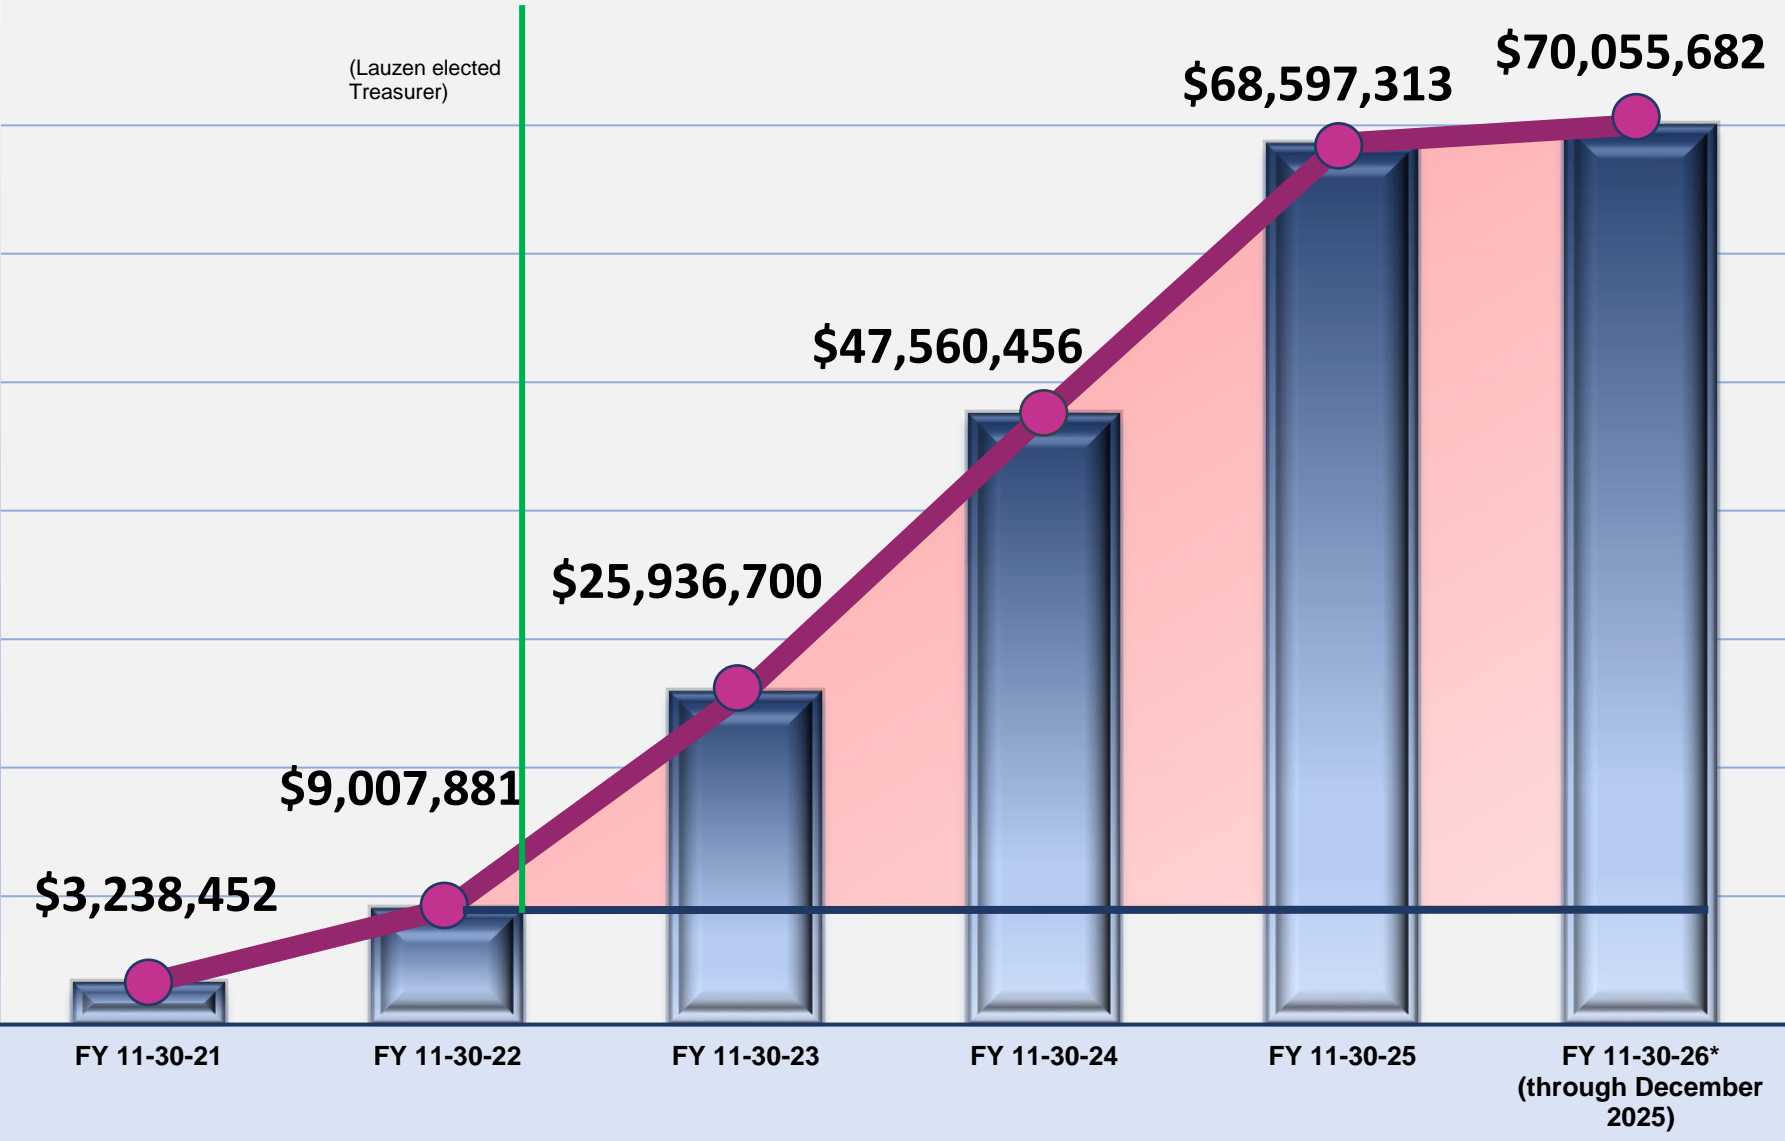 (Lauzen elected
Treasurer)
$70,055,682
$68,597,313
$47,560,456
$25,936,700
$9,007,881
$3,238,452
FY 11-30-21
FY 11-30-22
FY 11-30-23
FY 11-30-24
FY 11-30-25
FY 11-30-26*
(through December
2025)